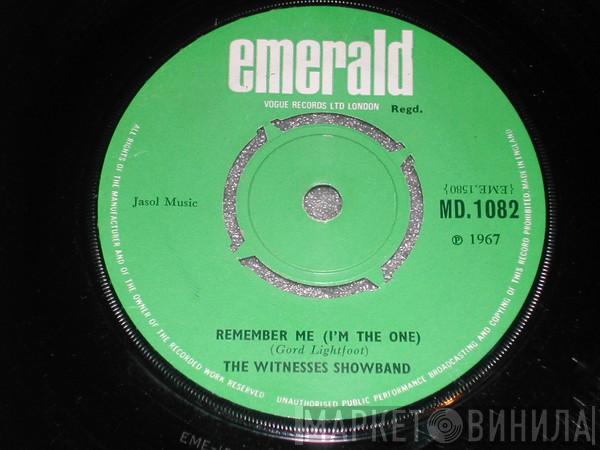 emerald
VOGUE RECORDS LTD LONDON
Regd.
Jasol Music
{EME.1580}
MD.1082
℗ 1967
REMEMBER ME (I'M THE ONE)
(Gord Lightfoot)
THE WITNESSES SHOWBAND
ALL RIGHTS OF THE MANUFACTURER AND OF THE OWNER OF THE RECORDED WORK RESERVED
UNAUTHORISED PUBLIC PERFORMANCE BROADCASTING AND COPYING OF THIS RECORD PROHIBITED. MADE IN ENGLAND
EME-
МАРКЕТ ВИНИЛА